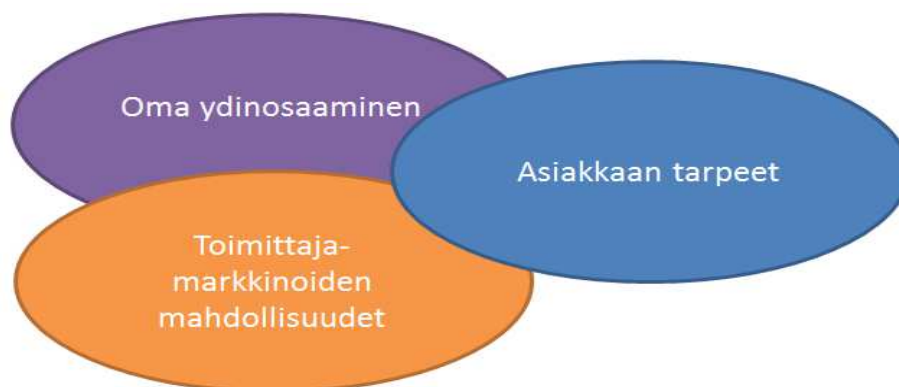 Oma ydinosaaminen
Asiakkaan tarpeet
Toimittaja-
markkinoiden
mahdollisuudet